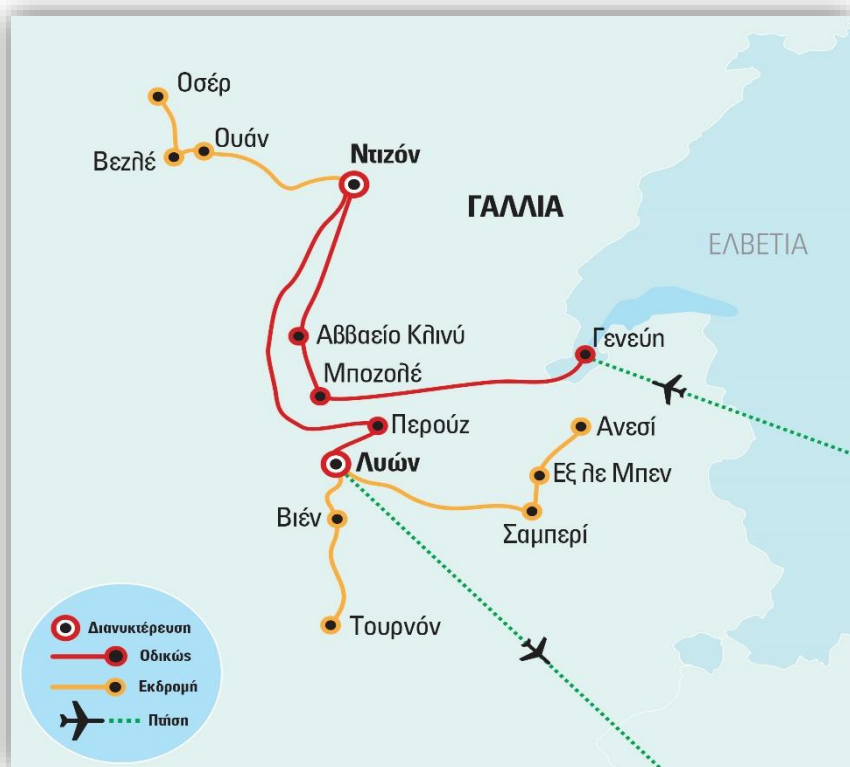 Οσέρ
Ουάν
Βεζλέ
Ντιζόν
ΓΑΛΛΙΑ
ΕΛΒΕΤΙΑ
Αββαείο Κλινύ
Γενεύη
Μποζολέ
Περούζ
Ανεσί
Λυών
Εξ λε Μπεν
Βιέν
Σαμπερί
Τουρνόν
Διανυκτέρευση
Οδικώς
Εκδρομή
Πτήση